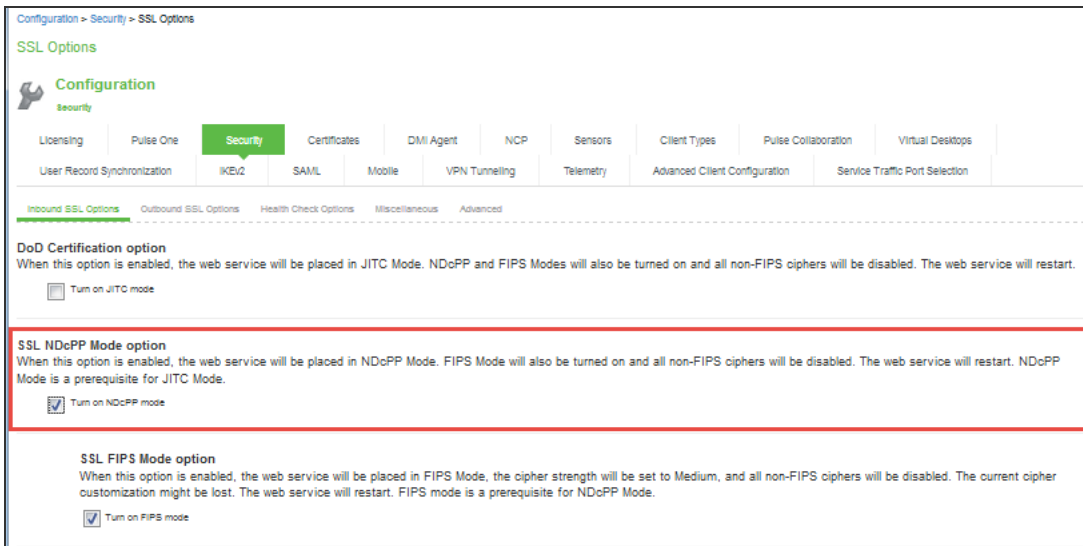 Configuration > Security > SSL Options
SSL Options
Configuration
Security
Licensing Pulse One Security Certificates DMI Agent NCP Sensors Client Types Pulse Collaboration Virtual Desktops
User Record Synchronization IKEv2 SAML Mobile VPN Tunneling Telemetry Advanced Client Configuration Service Traffic Port Selection
Inbound SSL Options Outbound SSL Options Health Check Options Miscellaneous Advanced
DoD Certification option
When this option is enabled, the web service will be placed in JITC Mode. NDcPP and FIPS Modes will also be turned on and all non-FIPS ciphers will be disabled. The web service will restart.
Turn on JITC mode
SSL NDcPP Mode option
When this option is enabled, the web service will be placed in NDcPP Mode. FIPS Mode will also be turned on and all non-FIPS ciphers will be disabled. The web service will restart. NDcPP
Mode is a prerequisite for JITC Mode.
Turn on NDcPP mode
SSL FIPS Mode option
When this option is enabled, the web service will be placed in FIPS Mode, the cipher strength will be set to Medium, and all non-FIPS ciphers will be disabled. The current cipher
customization might be lost. The web service will restart. FIPS mode is a prerequisite for NDcPP Mode.
Turn on FIPS mode